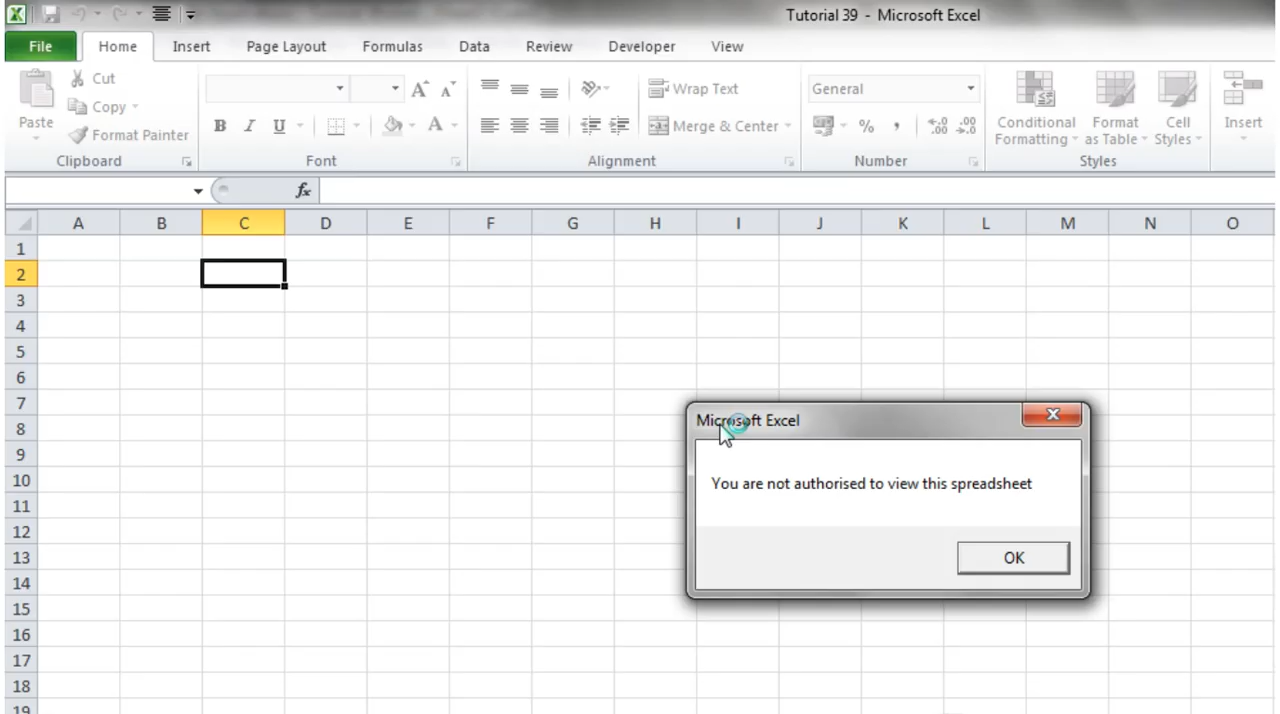 Tutorial 39 - Microsoft Excel
File Home Insert Page Layout Formulas Data Review Developer View
Paste
Cut
Copy
Format Painter
Clipboard
B I U A A A
Font
Wrap Text
Merge & Center
Alignment
General
% ,
Number
Conditional Formatting
Format as Table
Cell Styles
Styles
Insert
fx
A B C D E F G H I J K L M N O
1
2
3
4
5
6
7
8
9
10
11
12
13
14
15
16
17
18
19
Microsoft Excel
You are not authorised to view this spreadsheet
OK